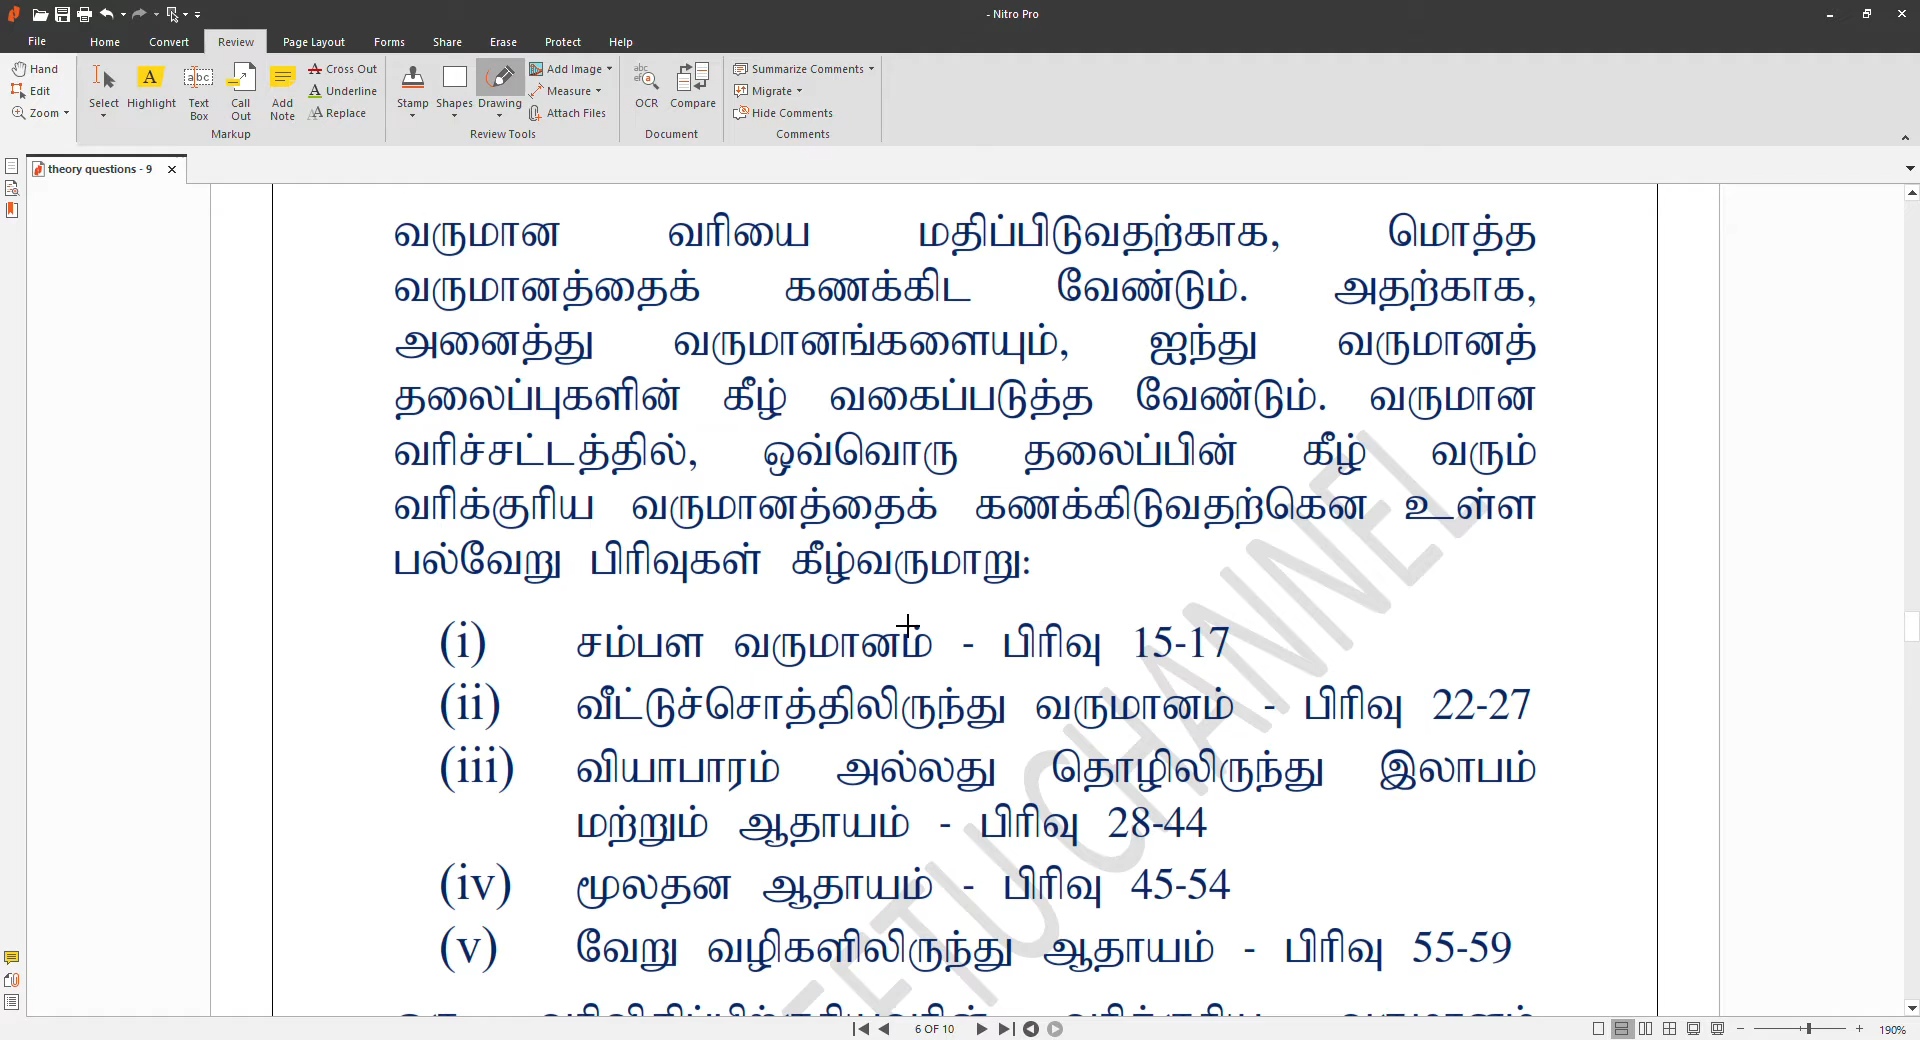 - Nitro Pro
File Home Convert Review Page Layout Forms Share Erase Protect Help
Hand
Edit
Zoom
Select Highlight Text Box Call Out Add Note
Cross Out
Underline
Replace
Markup
Stamp Shapes Drawing
Add Image
Measure
Attach Files
Review Tools
OCR Compare
Document
Summarize Comments
Migrate
Hide Comments
Comments
theory questions - 9
வருமான வரியை மதிப்பிடுவதற்காக, மொத்த
வருமானத்தைக் கணக்கிட வேண்டும். அதற்காக,
அனைத்து வருமானங்களையும், ஐந்து வருமானத்
தலைப்புகளின் கீழ் வகைப்படுத்த வேண்டும். வருமான
வரிச்சட்டத்தில், ஒவ்வொரு தலைப்பின் கீழ் வரும்
வரிக்குரிய வருமானத்தைக் கணக்கிடுவதற்கென உள்ள
பல்வேறு பிரிவுகள் கீழ்வருமாறு:
(i) சம்பள வருமானம் - பிரிவு 15-17
(ii) வீட்டுச்சொத்திலிருந்து வருமானம் - பிரிவு 22-27
(iii) வியாபாரம் அல்லது தொழிலிருந்து இலாபம்
மற்றும் ஆதாயம் - பிரிவு 28-44
(iv) மூலதன ஆதாயம் - பிரிவு 45-54
(v) வேறு வழிகளிலிருந்து ஆதாயம் - பிரிவு 55-59
ETU CHANNEL
6 OF 10
190%